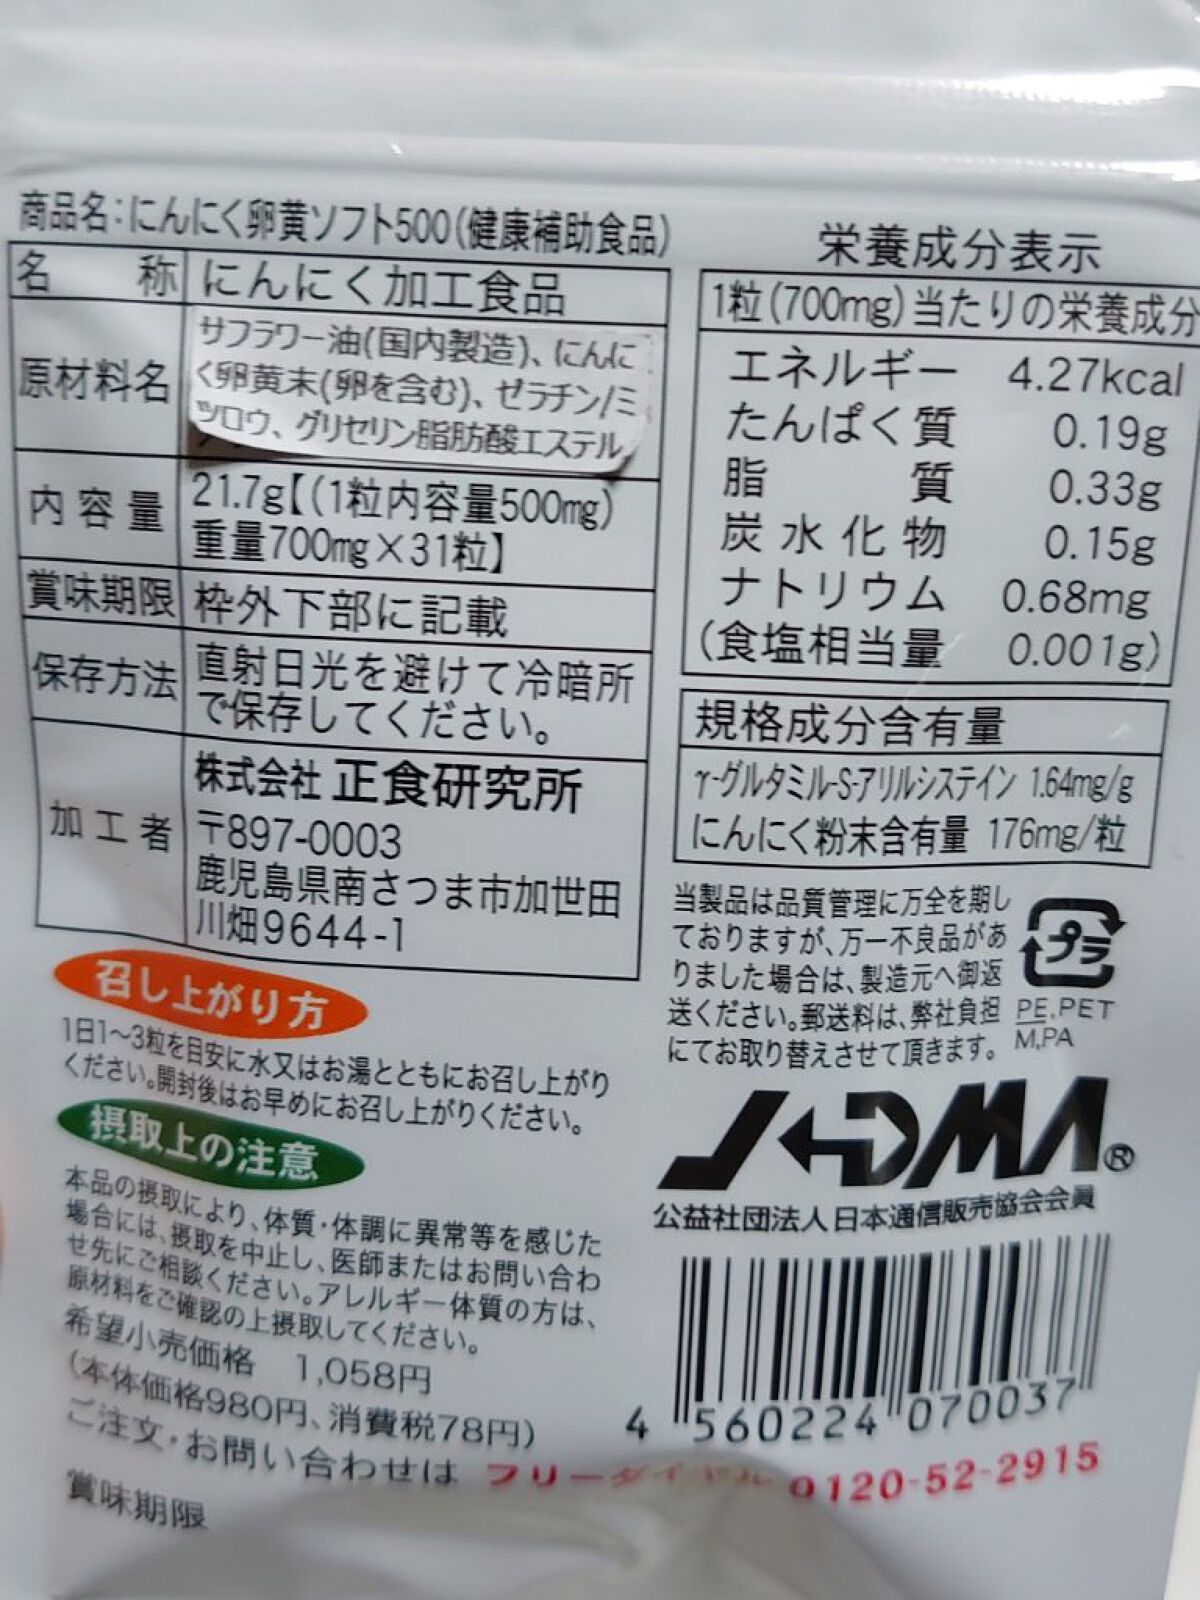 商品名:にんにく卵黄ソフト500(健康補助食品)
名称 にんにく加工食品
原材料名 サフラワー油(国内製造)、にんに
く卵黄末(卵を含む)、ゼラチン/ミ
ツロウ、グリセリン脂肪酸エステル
内容量 21.7g【(1粒内容量500mg)
重量700mg×31粒】
賞味期限 枠外下部に記載
保存方法 直射日光を避けて冷暗所
で保存してください。
加工者 株式会社 正食研究所
〒897-0003
鹿児島県南さつま市加世田
川畑9644-1
召し上がり方
1日1〜3粒を目安に水又はお湯とともにお召し上がり
ください。開封後はお早めにお召し上がりください。
摂取上の注意
本品の摂取により、体質・体調に異常等を感じた
場合には、摂取を中止し、医師またはお問い合わ
せ先にご相談ください。アレルギー体質の方は、
原材料をご確認の上摂取してください。
希望小売価格 1,058円
(本体価格980円、消費税78円)
ご注文・お問い合わせは フリーダイヤル 0120-52-2915
賞味期限
栄養成分表示
1粒(700mg)当たりの栄養成分
エネルギー 4.27kcal
たんぱく質 0.19g
脂質 0.33g
炭水化物 0.15g
ナトリウム 0.68mg
(食塩相当量 0.001g)
規格成分含有量
γ-グルタミル-S-アリルシステイン 1.64mg/g
にんにく粉末含有量 176mg/粒
当製品は品質管理に万全を期し
ておりますが、万一不良品があ
りました場合は、製造元へ御返
送ください。郵送料は、弊社負担
にてお取り替えさせて頂きます。
プラ
PE,PET
M,PA
JADMA®
公益社団法人日本通信販売協会会員
4 560224 070037